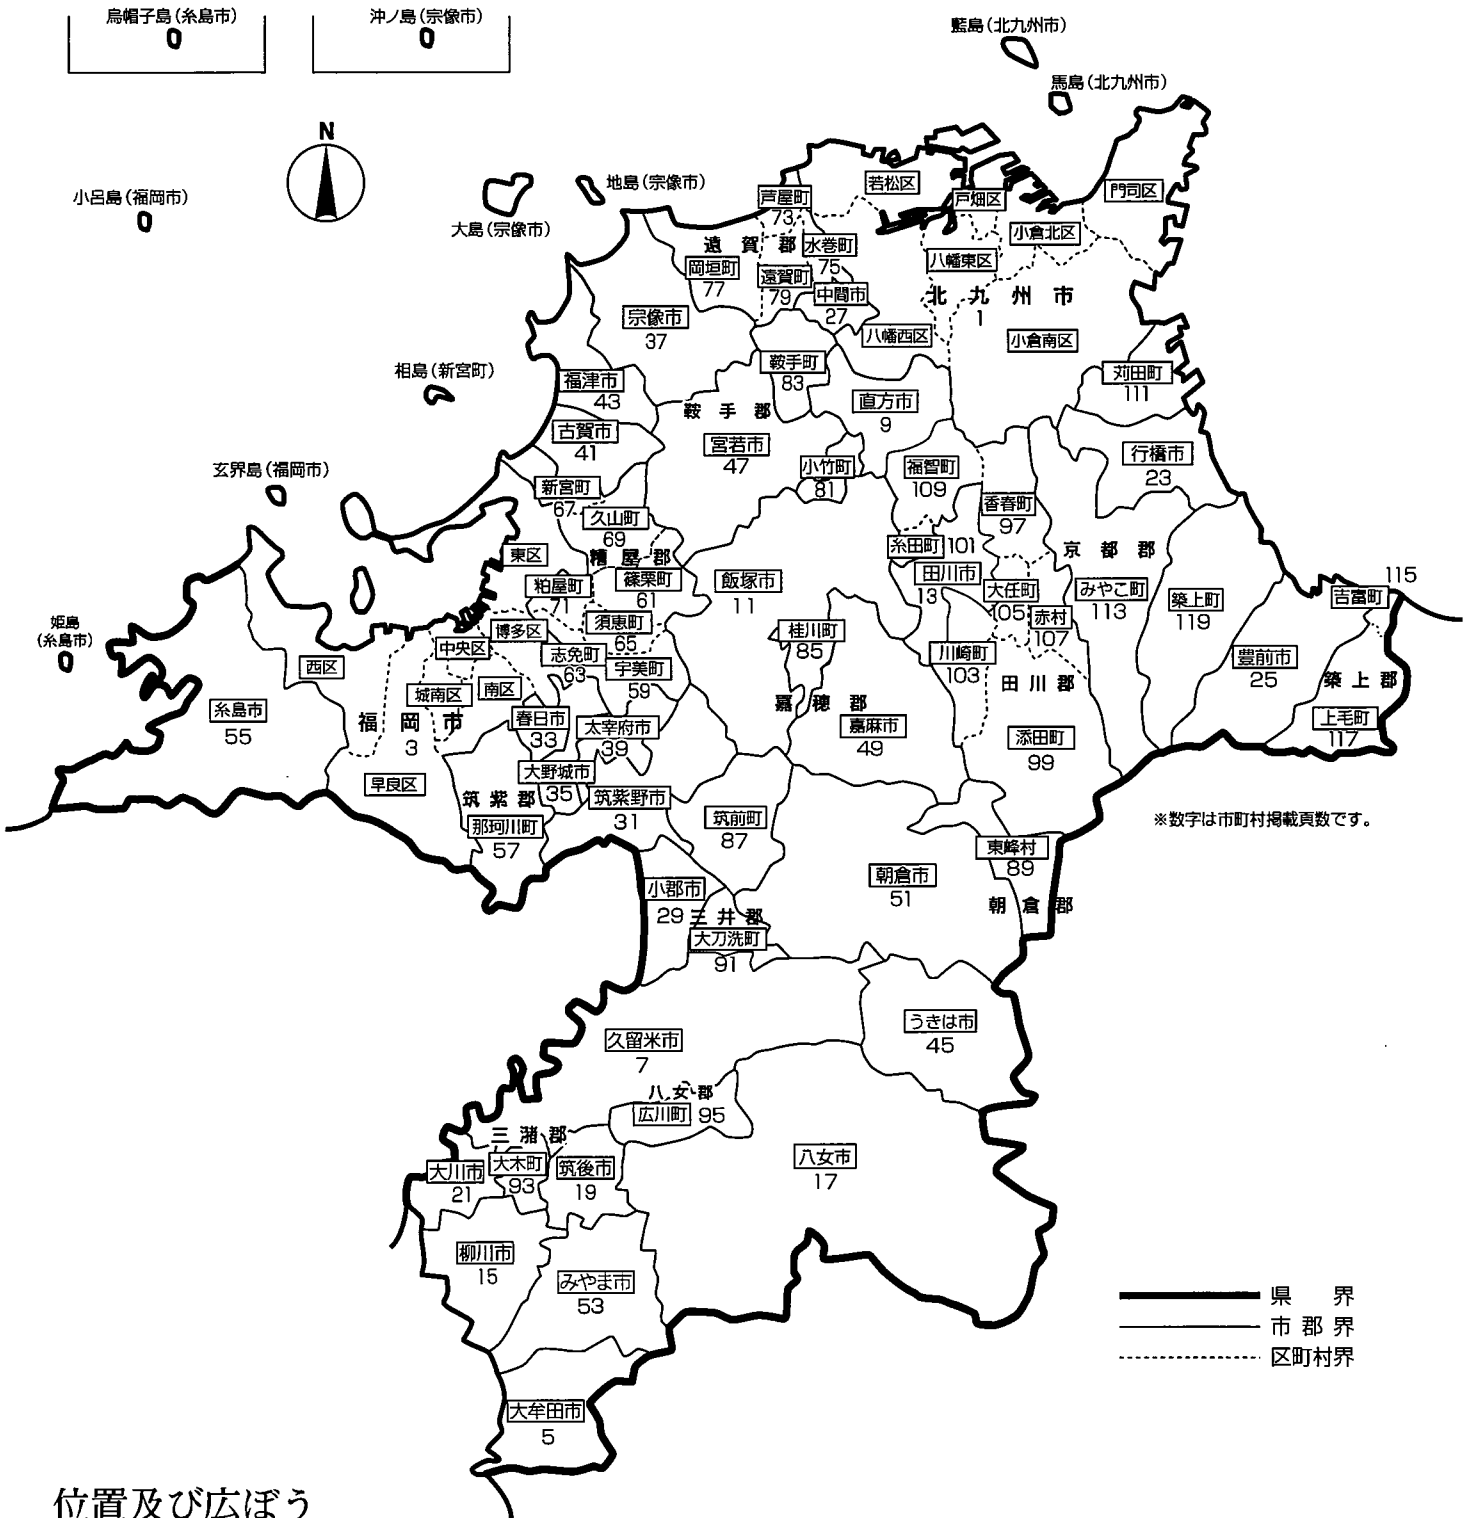 烏帽子島(糸島市)
沖ノ島(宗像市)
藍島(北九州市)
馬島(北九州市)
N
小呂島(福岡市)
大島(宗像市)
地島(宗像市)
芦屋町
73
若松区
戸畑区
門司区
遠賀郡
水巻町
75
小倉北区
岡垣町
77
遠賀町
79
中間市
27
八幡東区
北九州市
1
宗像市
37
八幡西区
小倉南区
相島(新宮町)
福津市
43
鞍手町
83
苅田町
111
鞍手郡
直方市
9
古賀市
41
宮若市
47
行橋市
23
玄界島(福岡市)
新宮町
67
小竹町
81
福智町
109
香春町
97
久山町
69
糸田町
101
東区
糟屋郡
京都郡
粕屋町
71
篠栗町
61
飯塚市
11
田川市
13
大任町
105
みやこ町
113
築上町
119
115
吉富町
姫島
(糸島市)
博多区
須恵町
65
桂川町
85
赤村
107
西区
中央区
志免町
63
宇美町
59
川崎町
103
田川郡
豊前市
25
築上郡
城南区
南区
糸島市
55
福岡市
3
春日市
33
太宰府市
39
嘉穂郡
嘉麻市
49
添田町
99
上毛町
117
早良区
大野城市
35
筑紫郡
筑紫野市
31
那珂川町
57
筑前町
87
※数字は市町村掲載頁数です。
東峰村
89
小郡市
29
朝倉市
51
朝倉郡
三井郡
大刀洗町
91
久留米市
7
うきは市
45
八女郡
広川町
95
三潴郡
大川市
21
大木町
93
筑後市
19
八女市
17
柳川市
15
みやま市
53
県界
市郡界
区町村界
大牟田市
5
位置及び広ぼう